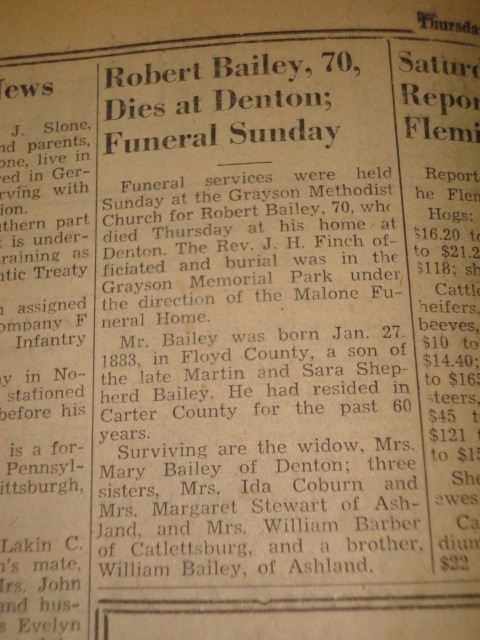 Thursda
ews
J. Slone,
nd parents,
one, live in
ed in Ger-
rving with
ion.
uthern part
is under-
raining as
ntic Treaty
n assigned
ompany F
Infantry
y in No-
stationed
before his
is a for-
Pennsyl-
ittsburgh,
Lakin C.
n's mate,
Mrs. John
and hus-
s Evelyn
Robert Bailey, 70,
Dies at Denton;
Funeral Sunday
Funeral services were held
Sunday at the Grayson Methodist
Church for Robert Bailey, 70, who
died Thursday at his home at
Denton. The Rev. J. H. Finch of-
ficiated and burial was in the
Grayson Memorial Park under
the direction of the Malone Fu-
neral Home.
Mr. Bailey was born Jan. 27
1883, in Floyd County, a son of
the late Martin and Sara Shep-
herd Bailey. He had resided in
Carter County for the past 60
years.
Surviving are the widow, Mrs.
Mary Bailey of Denton; three
sisters, Mrs. Ida Coburn and
Mrs. Margaret Stewart of Ash-
land, and Mrs. William Barber
of Catlettsburg, and a brother,
William Bailey, of Ashland.
Saturd
Repor
Flemi
Report
he Flem
Hogs:
$16.20 to
to $21.2
$118; sh
Cattle
heifers,
beeves,
$10 to
$14.40;
to $165
steers,
$45 t
$121 t
to $15
She
ewes
Ca
dium
$22